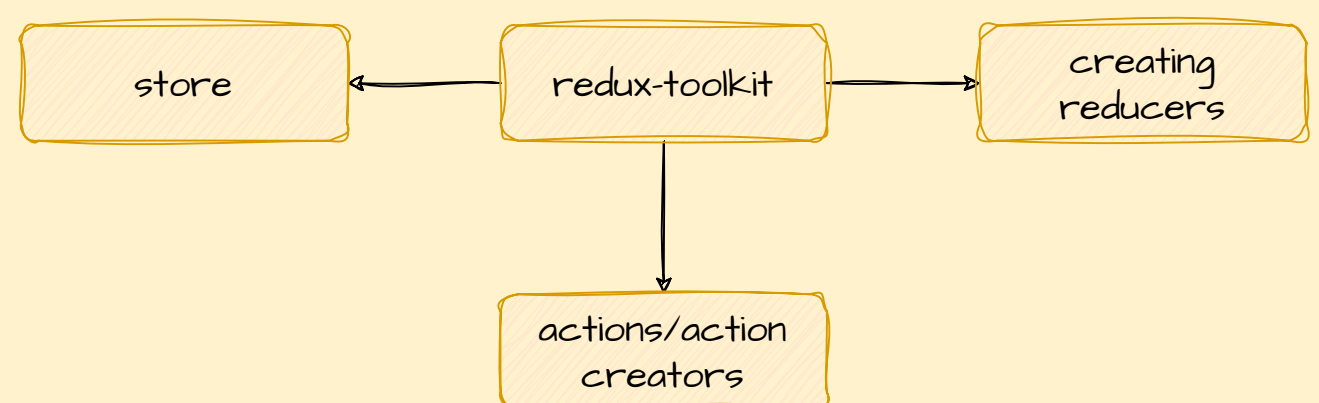 store
redux-toolkit
creating
reducers
actions/action
creators